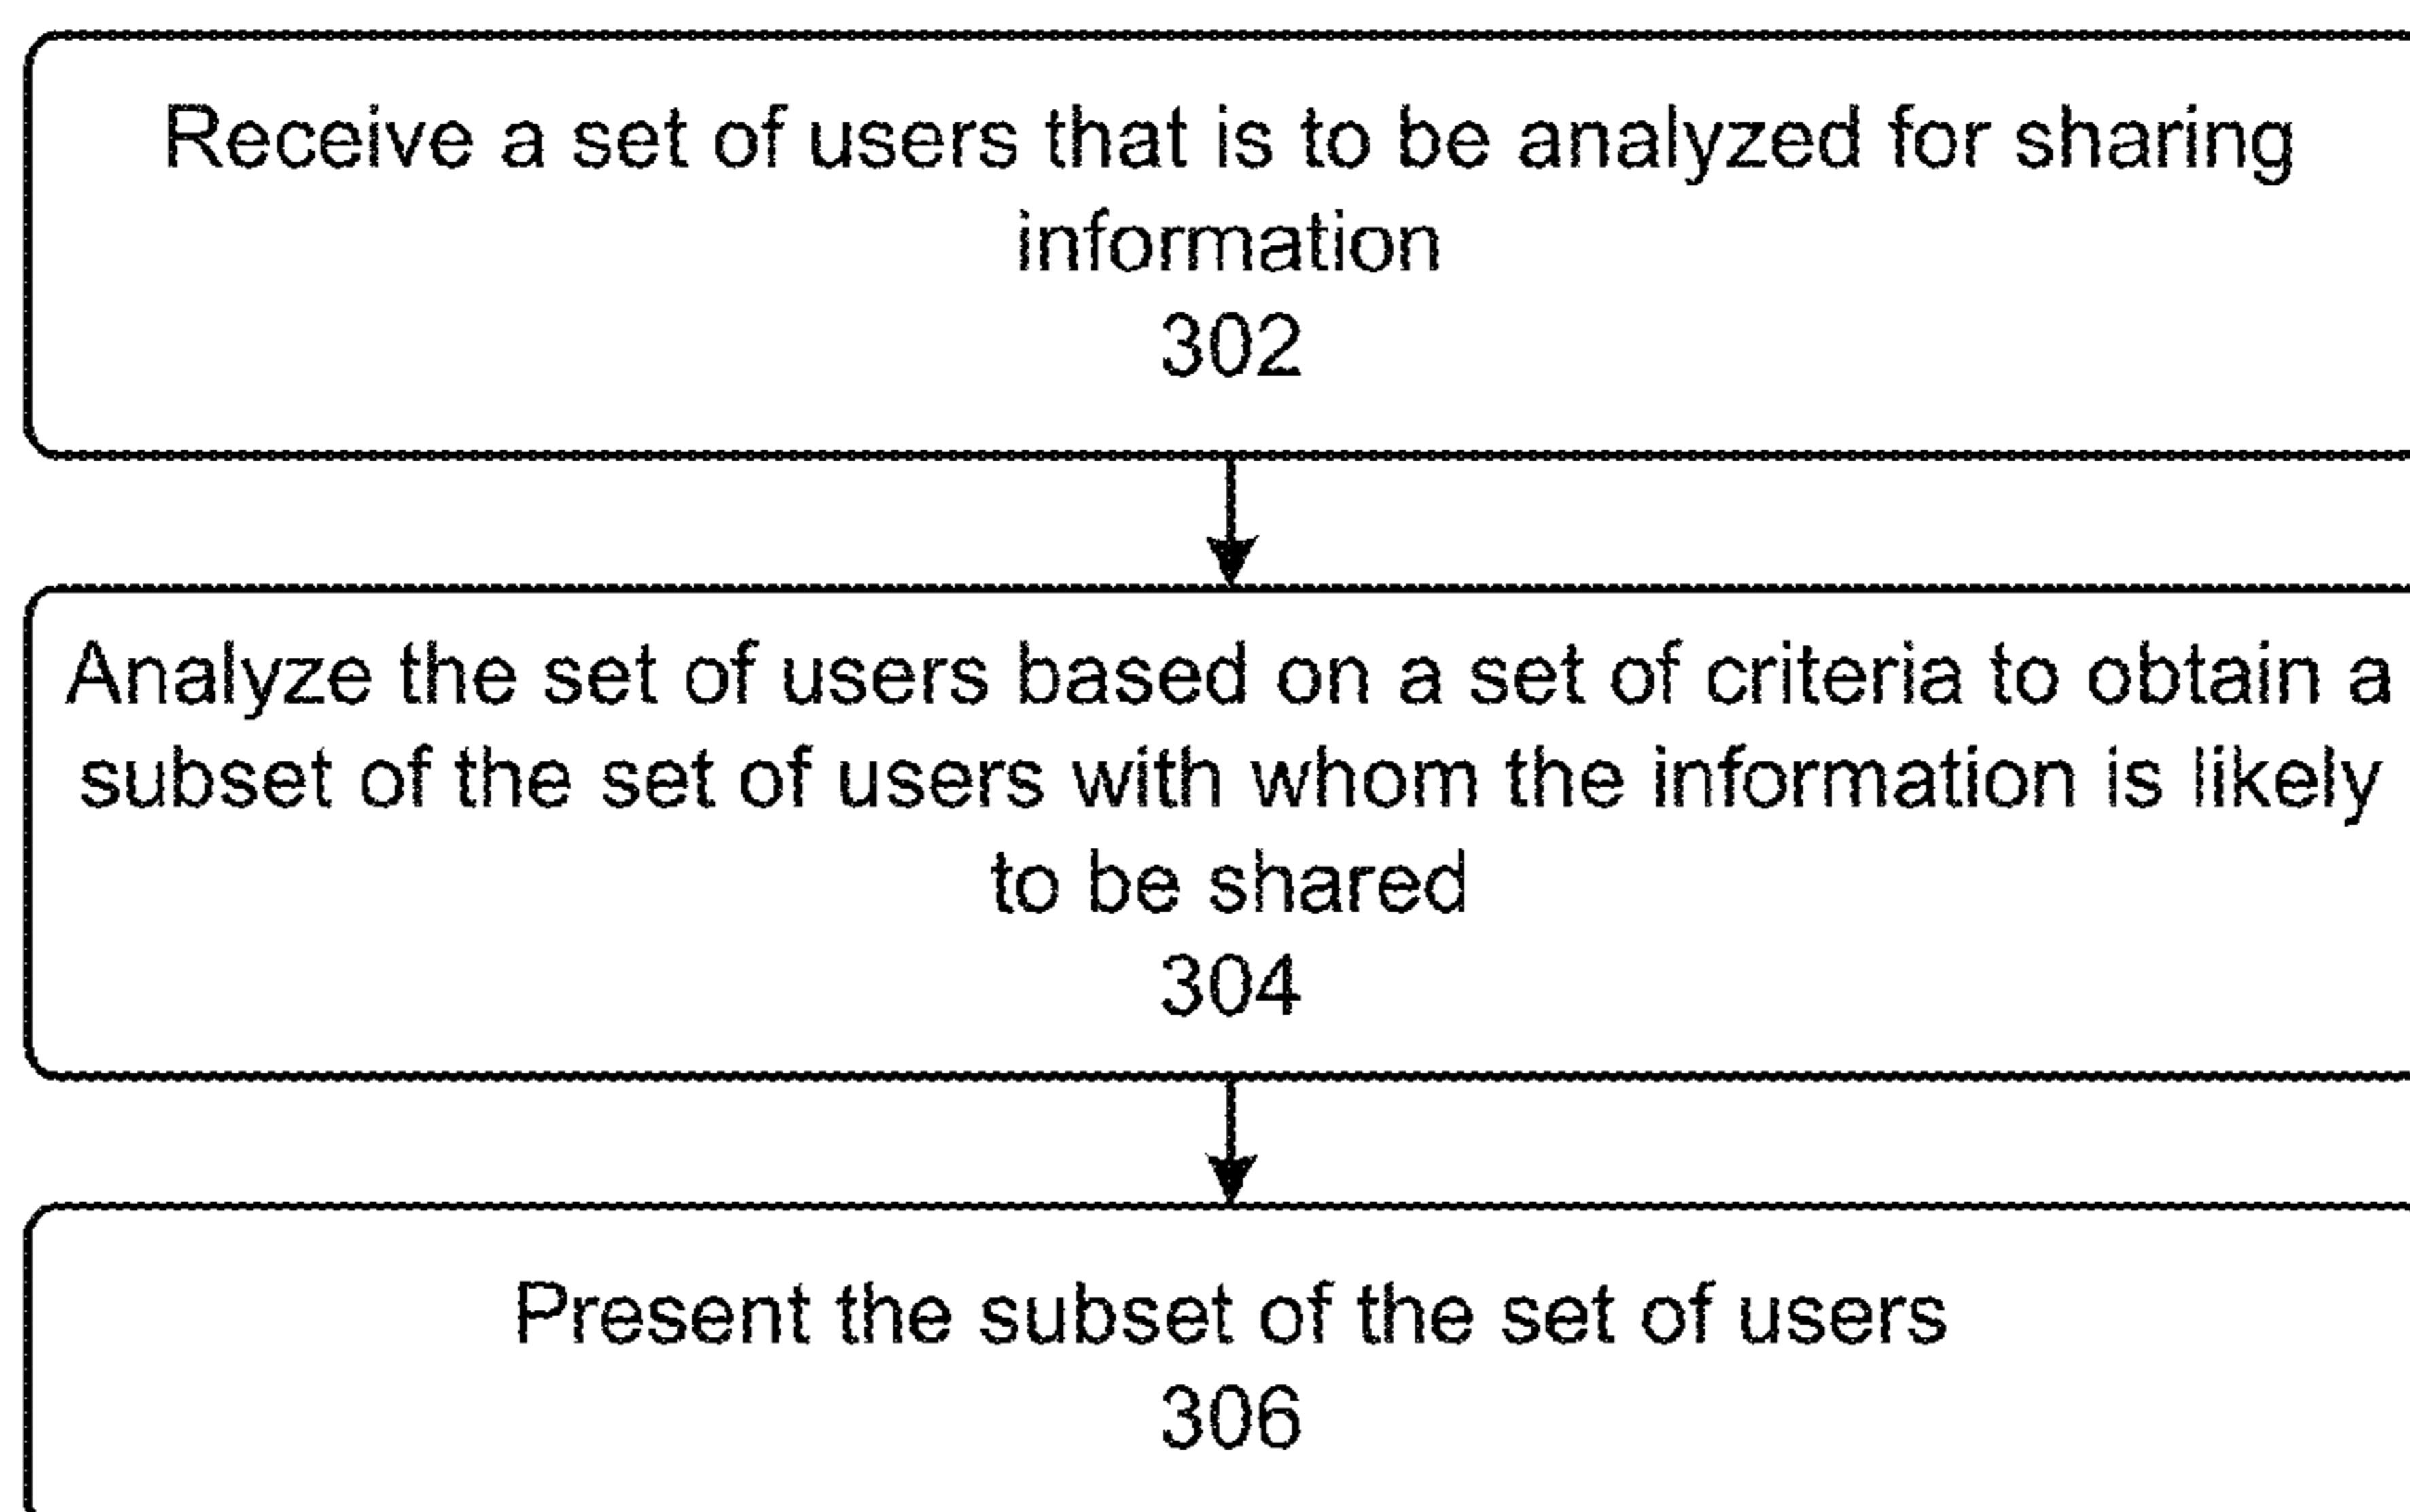 Receive a set of users that is to be analyzed for sharing
information
302
Analyze the set of users based on a set of criteria to obtain a
subset of the set of users with whom the information is likely
to be shared
304
Present the subset of the set of users
306